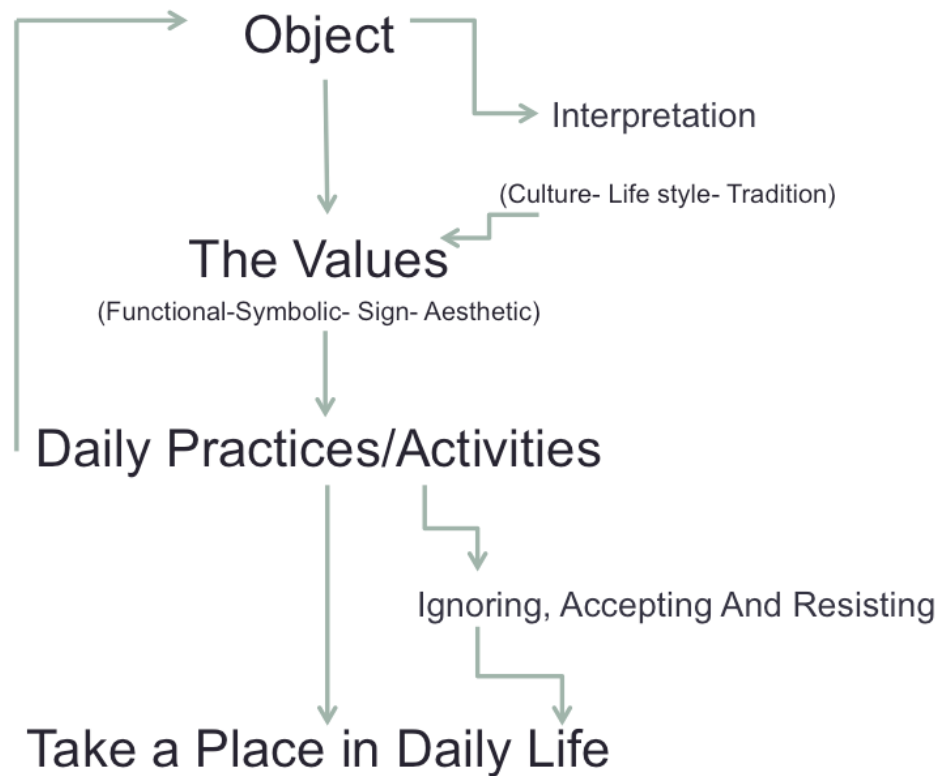 Object
Interpretation
(Culture- Life style- Tradition)
The Values
(Functional-Symbolic- Sign- Aesthetic)
Daily Practices/Activities
Ignoring, Accepting And Resisting
Take a Place in Daily Life